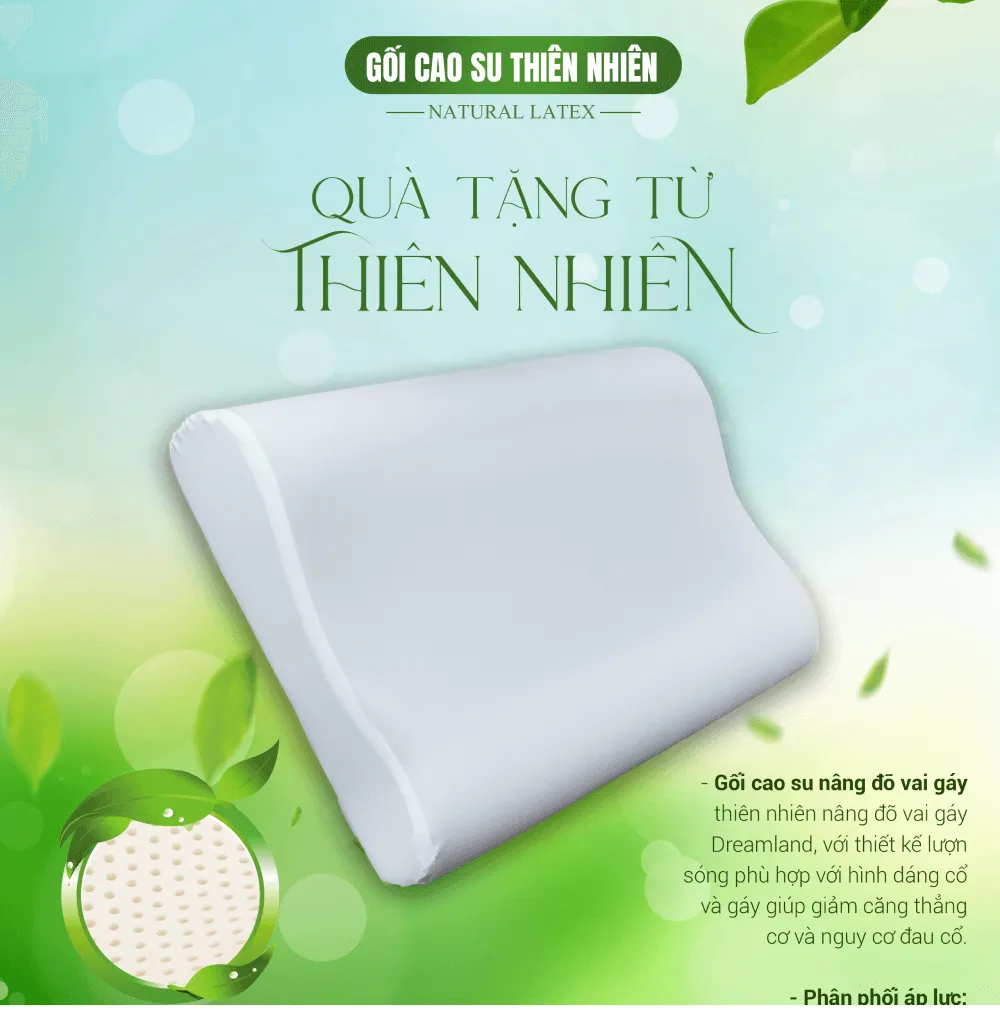 GỐI CAO SU THIÊN NHIÊN
NATURAL LATEX
QUÀ TẶNG TỪ
THIÊN NHIÊN
- Gối cao su nâng đỡ vai gáy
thiên nhiên nâng đỡ vai gáy
Dreamland, với thiết kế lượn
sóng phù hợp với hình dáng cổ
và gáy giúp giảm căng thẳng
cơ và nguy cơ đau cổ.
- Phân phối áp lực: